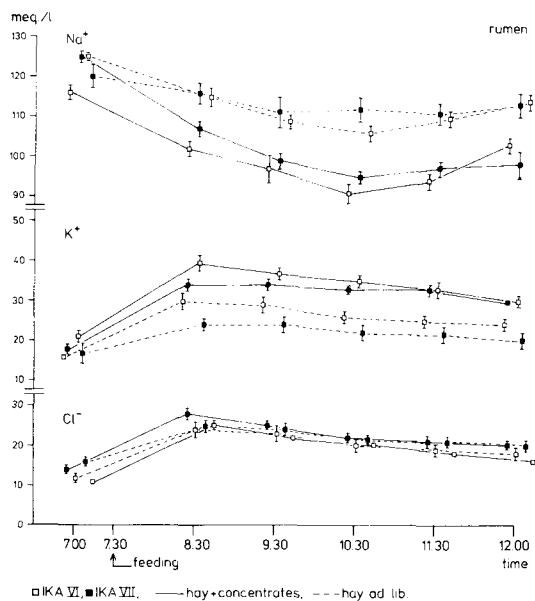 meq./l
rumen
Na+
130
120
110
100
90
K+
50
40
30
20
10
Cl−
30
20
10
0
7.00 7.30 8.30 9.30 10.30 11.30 12.00
feeding
time
□ IKA VI, ■ IKA VII, —— hay+concentrates, ---- hay ad lib.